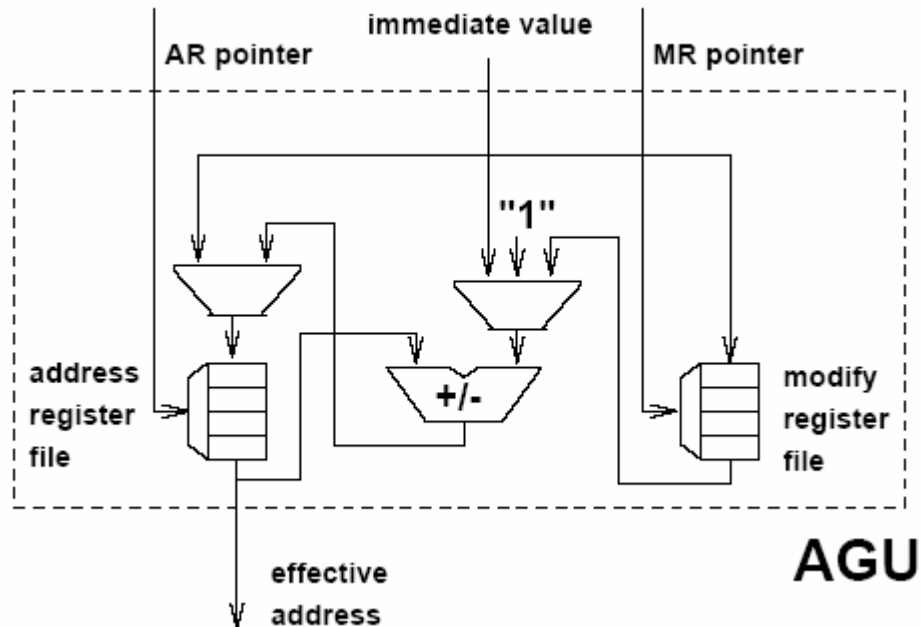 immediate value
AR pointer
MR pointer
"1"
address
register
file
+/-
modify
register
file
AGU
effective
address